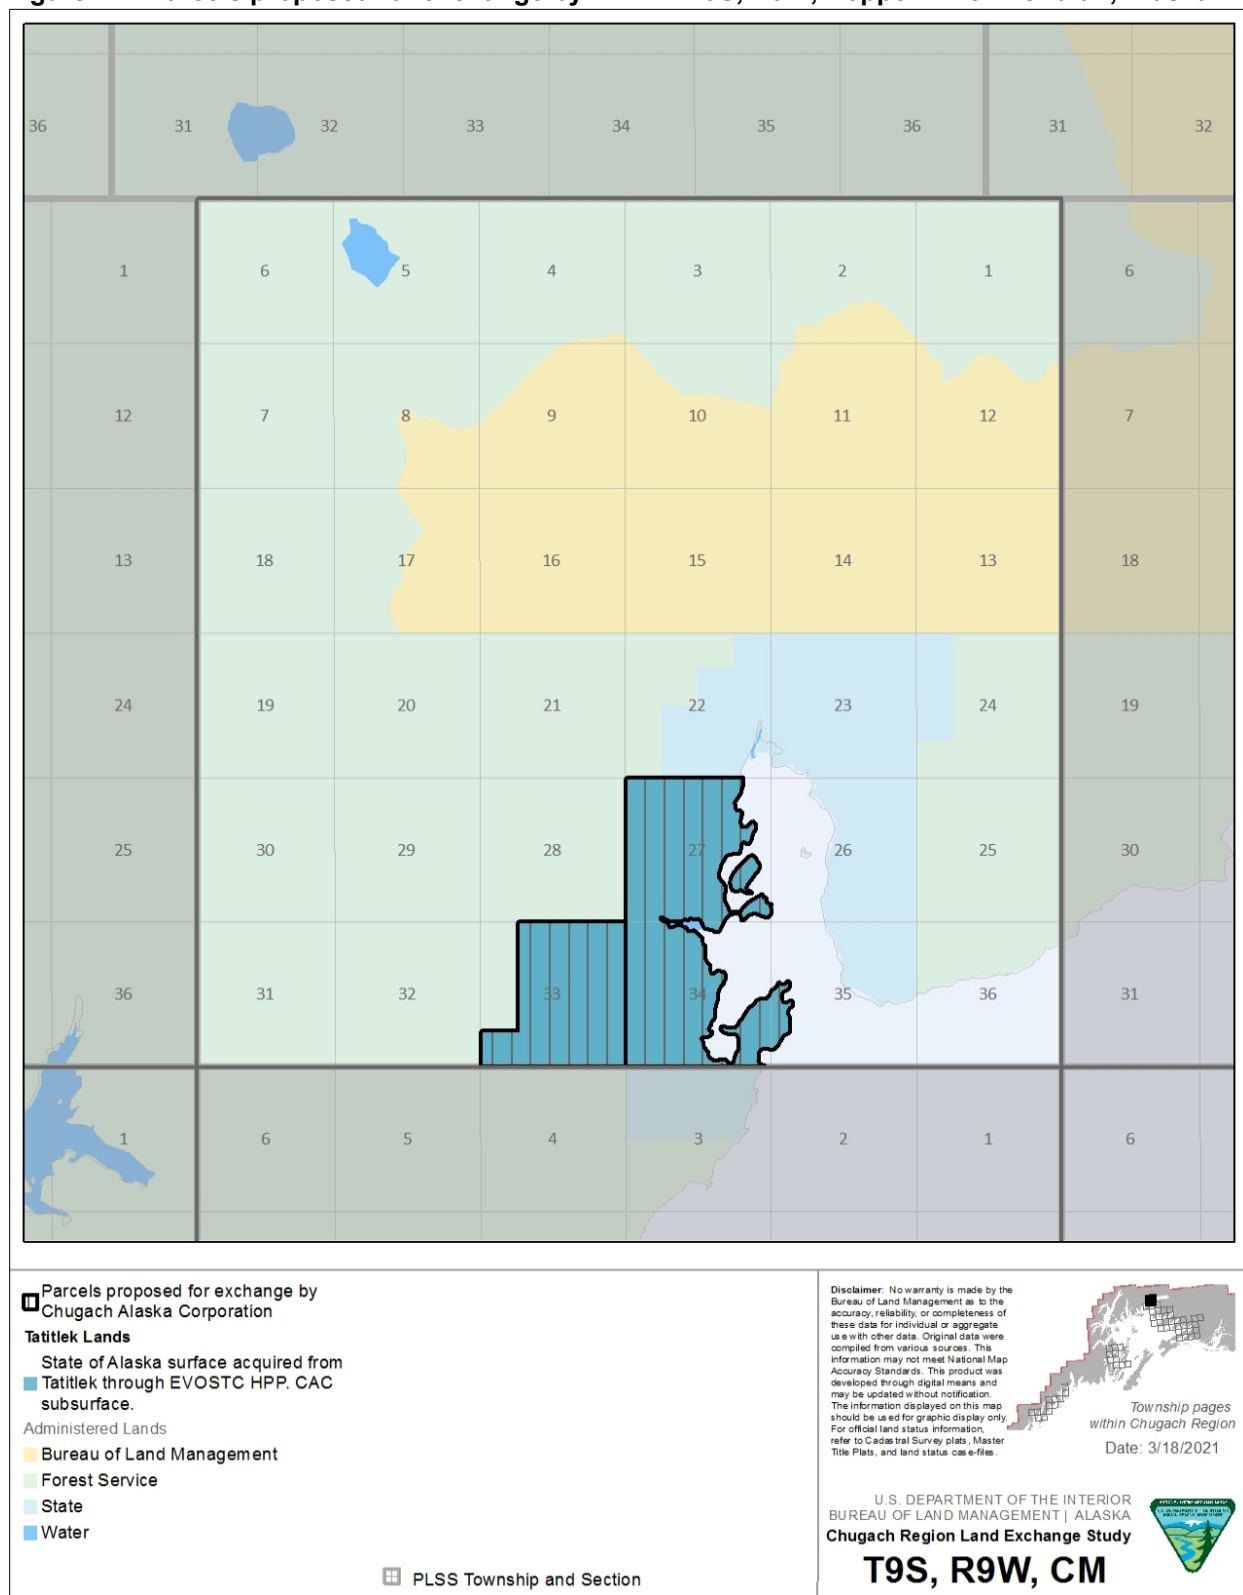 36 31 32 33 34 35 36 31 32
1 6 5 4 3 2 1 6
12 7 8 9 10 11 12 7
13 18 17 16 15 14 13 18
24 19 20 21 22 23 24 19
25 30 29 28 27 26 25 30
36 31 32 33 34 35 36 31
1 6 5 4 3 2 1 6
Parcels proposed for exchange by
Chugach Alaska Corporation
Tatitlek Lands
State of Alaska surface acquired from
Tatitlek through EVOSTC HPP. CAC
subsurface.
Administered Lands
Bureau of Land Management
Forest Service
State
Water
PLSS Township and Section
Disclaimer: No warranty is made by the
Bureau of Land Management as to the
accuracy, reliability, or completeness of
these data for individual or aggregate
use with other data. Original data were
compiled from various sources. This
information may not meet National Map
Accuracy Standards. This product was
developed through digital means and
may be updated without notification.
The information displayed on this map
should be used for graphic display only.
For official land status information,
refer to Cadastral Survey plats, Master
Title Plats, and land status case-files.
Township pages
within Chugach Region
Date: 3/18/2021
U.S. DEPARTMENT OF THE INTERIOR
BUREAU OF LAND MANAGEMENT | ALASKA
Chugach Region Land Exchange Study
T9S, R9W, CM